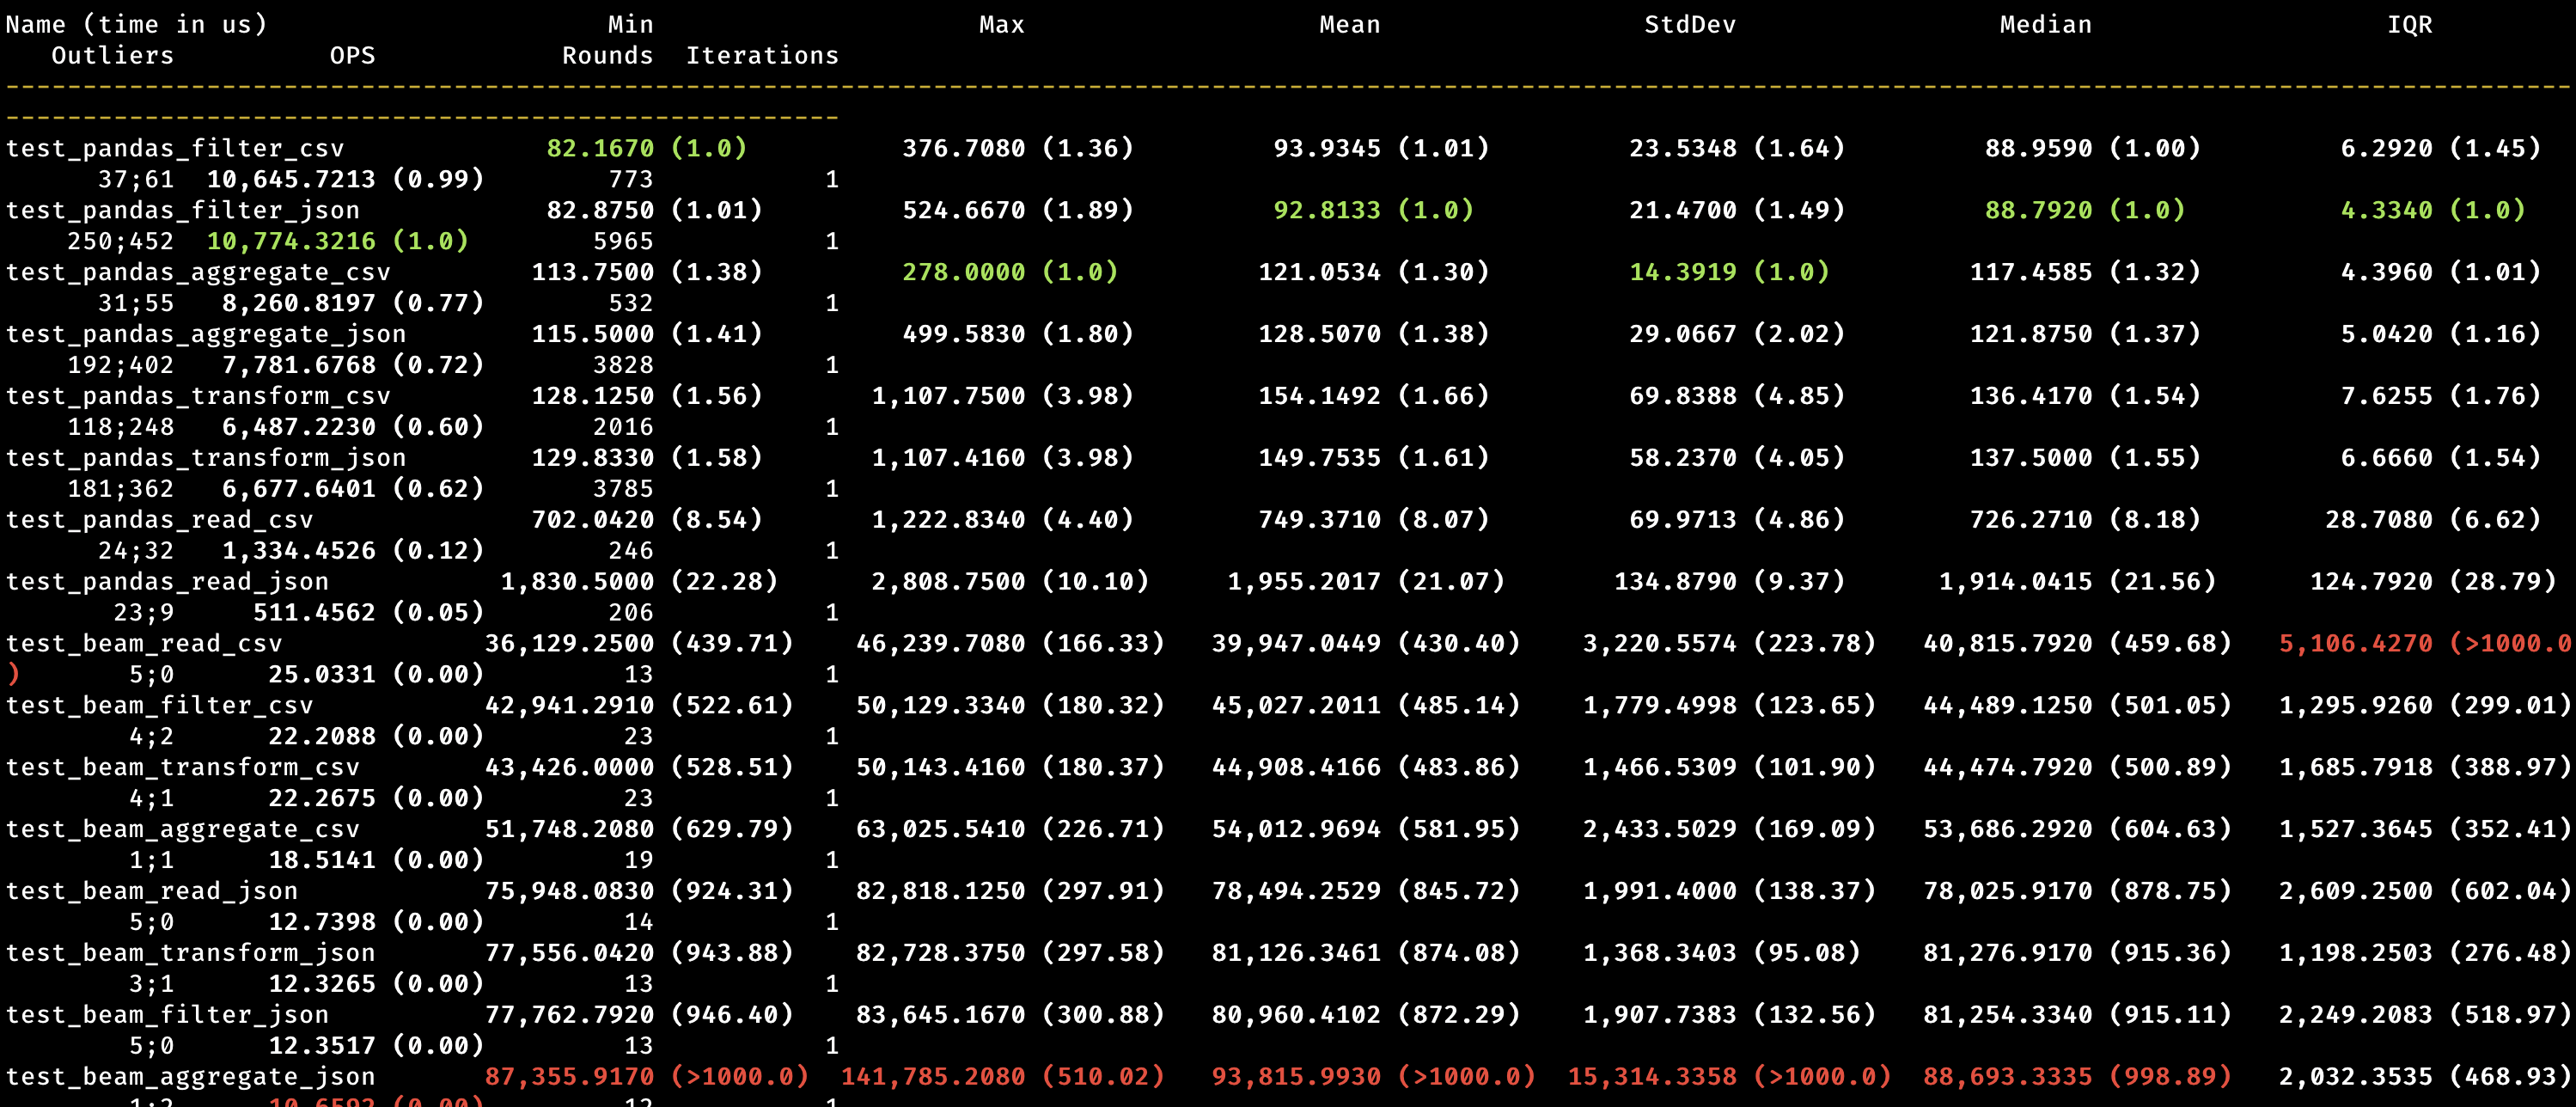 Name (time in us) Min Max Mean StdDev Median IQR
Outliers OPS Rounds Iterations
------------------------------------------------------------------------------------------------------------------------------------------------------------------------
------------------------------------------------------
test_pandas_filter_csv 82.1670 (1.0) 376.7080 (1.36) 93.9345 (1.01) 23.5348 (1.64) 88.9590 (1.00) 6.2920 (1.45)
37;61 10,645.7213 (0.99) 773 1
test_pandas_filter_json 82.8750 (1.01) 524.6670 (1.89) 92.8133 (1.0) 21.4700 (1.49) 88.7920 (1.0) 4.3340 (1.0)
250;452 10,774.3216 (1.0) 5965 1
test_pandas_aggregate_csv 113.7500 (1.38) 278.0000 (1.0) 121.0534 (1.30) 14.3919 (1.0) 117.4585 (1.32) 4.3960 (1.01)
31;55 8,260.8197 (0.77) 532 1
test_pandas_aggregate_json 115.5000 (1.41) 499.5830 (1.80) 128.5070 (1.38) 29.0667 (2.02) 121.8750 (1.37) 5.0420 (1.16)
192;402 7,781.6768 (0.72) 3828 1
test_pandas_transform_csv 128.1250 (1.56) 1,107.7500 (3.98) 154.1492 (1.66) 69.8388 (4.85) 136.4170 (1.54) 7.6255 (1.76)
118;248 6,487.2230 (0.60) 2016 1
test_pandas_transform_json 129.8330 (1.58) 1,107.4160 (3.98) 149.7535 (1.61) 58.2370 (4.05) 137.5000 (1.55) 6.6660 (1.54)
181;362 6,677.6401 (0.62) 3785 1
test_pandas_read_csv 702.0420 (8.54) 1,222.8340 (4.40) 749.3710 (8.07) 69.9713 (4.86) 726.2710 (8.18) 28.7080 (6.62)
24;32 1,334.4526 (0.12) 246 1
test_pandas_read_json 1,830.5000 (22.28) 2,808.7500 (10.10) 1,955.2017 (21.07) 134.8790 (9.37) 1,914.0415 (21.56) 124.7920 (28.79)
23;9 511.4562 (0.05) 206 1
test_beam_read_csv 36,129.2500 (439.71) 46,239.7080 (166.33) 39,947.0449 (430.40) 3,220.5574 (223.78) 40,815.7920 (459.68) 5,106.4270 (>1000.0
) 5;0 25.0331 (0.00) 13 1
test_beam_filter_csv 42,941.2910 (522.61) 50,129.3340 (180.32) 45,027.2011 (485.14) 1,779.4998 (123.65) 44,489.1250 (501.05) 1,295.9260 (299.01)
4;2 22.2088 (0.00) 23 1
test_beam_transform_csv 43,426.0000 (528.51) 50,143.4160 (180.37) 44,908.4166 (483.86) 1,466.5309 (101.90) 44,474.7920 (500.89) 1,685.7918 (388.97)
4;1 22.2675 (0.00) 23 1
test_beam_aggregate_csv 51,748.2080 (629.79) 63,025.5410 (226.71) 54,012.9694 (581.95) 2,433.5029 (169.09) 53,686.2920 (604.63) 1,527.3645 (352.41)
1;1 18.5141 (0.00) 19 1
test_beam_read_json 75,948.0830 (924.31) 82,818.1250 (297.91) 78,494.2529 (845.72) 1,991.4000 (138.37) 78,025.9170 (878.75) 2,609.2500 (602.04)
5;0 12.7398 (0.00) 14 1
test_beam_transform_json 77,556.0420 (943.88) 82,728.3750 (297.58) 81,126.3461 (874.08) 1,368.3403 (95.08) 81,276.9170 (915.36) 1,198.2503 (276.48)
3;1 12.3265 (0.00) 13 1
test_beam_filter_json 77,762.7920 (946.40) 83,645.1670 (300.88) 80,960.4102 (872.29) 1,907.7383 (132.56) 81,254.3340 (915.11) 2,249.2083 (518.97)
5;0 12.3517 (0.00) 13 1
test_beam_aggregate_json 87,355.9170 (>1000.0) 141,785.2080 (510.02) 93,815.9930 (>1000.0) 15,314.3358 (>1000.0) 88,693.3335 (998.89) 2,032.3535 (468.93)
1;2 10.6592 (0.00) 12 1